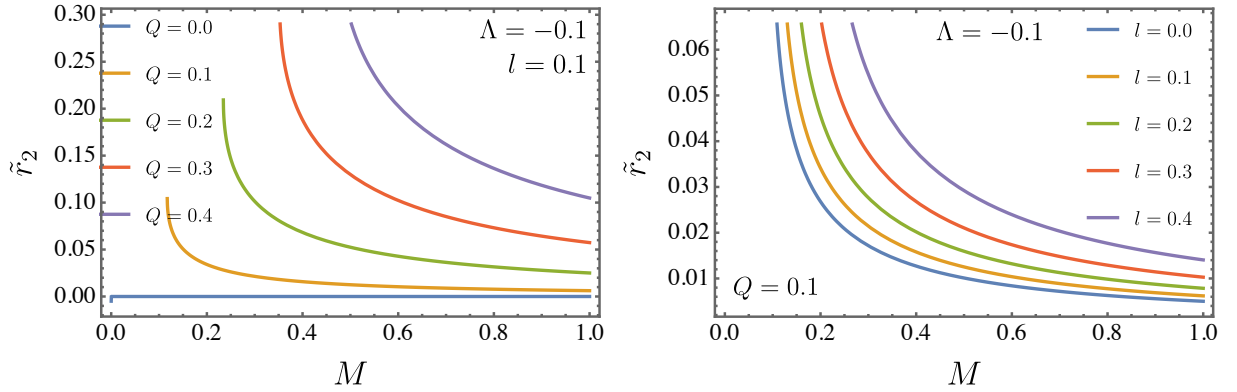 0.30
0.25
0.20
0.15
0.10
0.05
0.00
r̃₂
Q = 0.0
Q = 0.1
Q = 0.2
Q = 0.3
Q = 0.4
Λ = −0.1
l = 0.1
0.0 0.2 0.4 0.6 0.8 1.0
M
0.06
0.05
0.04
0.03
0.02
0.01
r̃₂
Λ = −0.1
l = 0.0
l = 0.1
l = 0.2
l = 0.3
l = 0.4
Q = 0.1
0.0 0.2 0.4 0.6 0.8 1.0
M